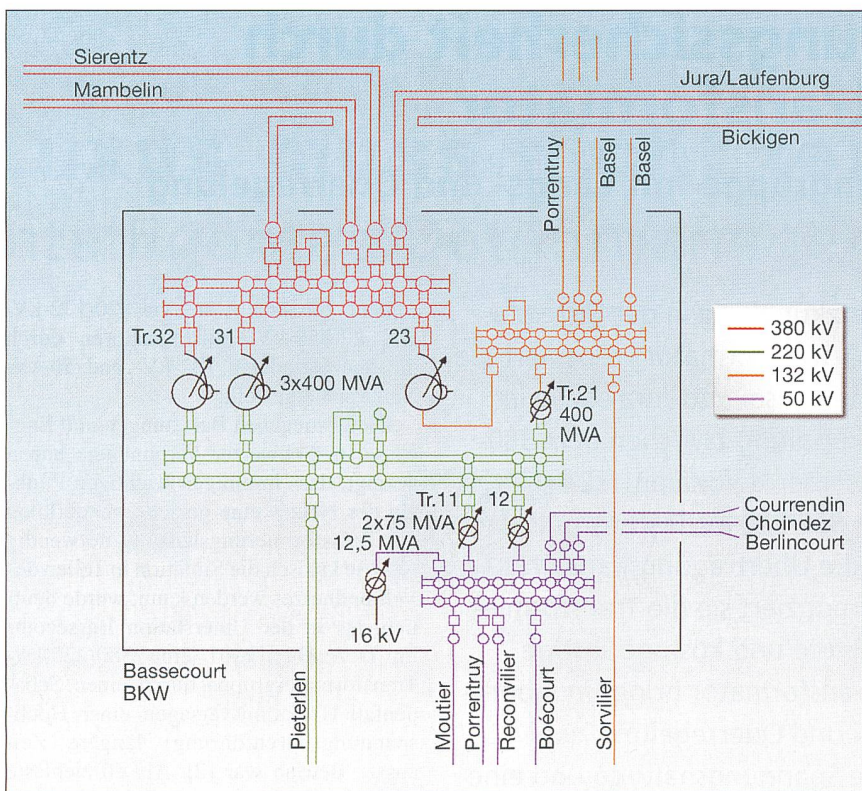 Sierentz
Mambelin
Jura/Laufenburg
Bickigen
Porrentruy
Basel
Basel
Tr.32
31
23
3x400 MVA
Tr.21
400
MVA
380 kV
220 kV
132 kV
50 kV
Tr.11
12
2x75 MVA
12,5 MVA
16 kV
Courrendin
Choindez
Berlincourt
Bassecourt
BKW
Pieterlen
Moutier
Porrentruy
Reconvilier
Boécourt
Sorvilier